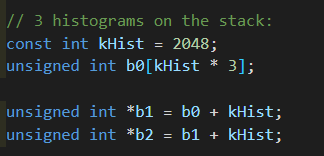 // 3 histograms on the stack:
const int kHist = 2048;
unsigned int b0[kHist * 3];
unsigned int *b1 = b0 + kHist;
unsigned int *b2 = b1 + kHist;